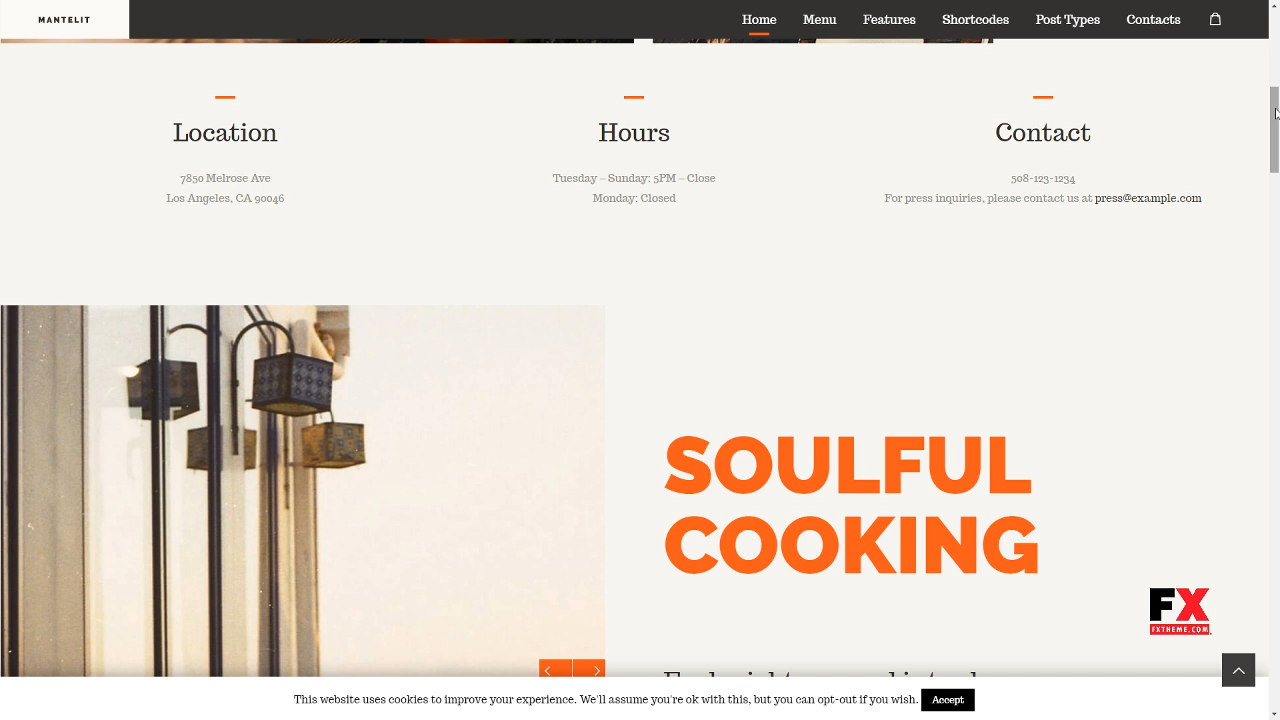 MANTELIT
Home Menu Features Shortcodes Post Types Contacts
Location
7850 Melrose Ave
Los Angeles, CA 90046
Hours
Tuesday – Sunday: 5PM – Close
Monday: Closed
Contact
508-123-1234
For press inquiries, please contact us at press@example.com
SOULFUL
COOKING
FX
FXTHEME.COM
This website uses cookies to improve your experience. We'll assume you're ok with this, but you can opt-out if you wish. Accept